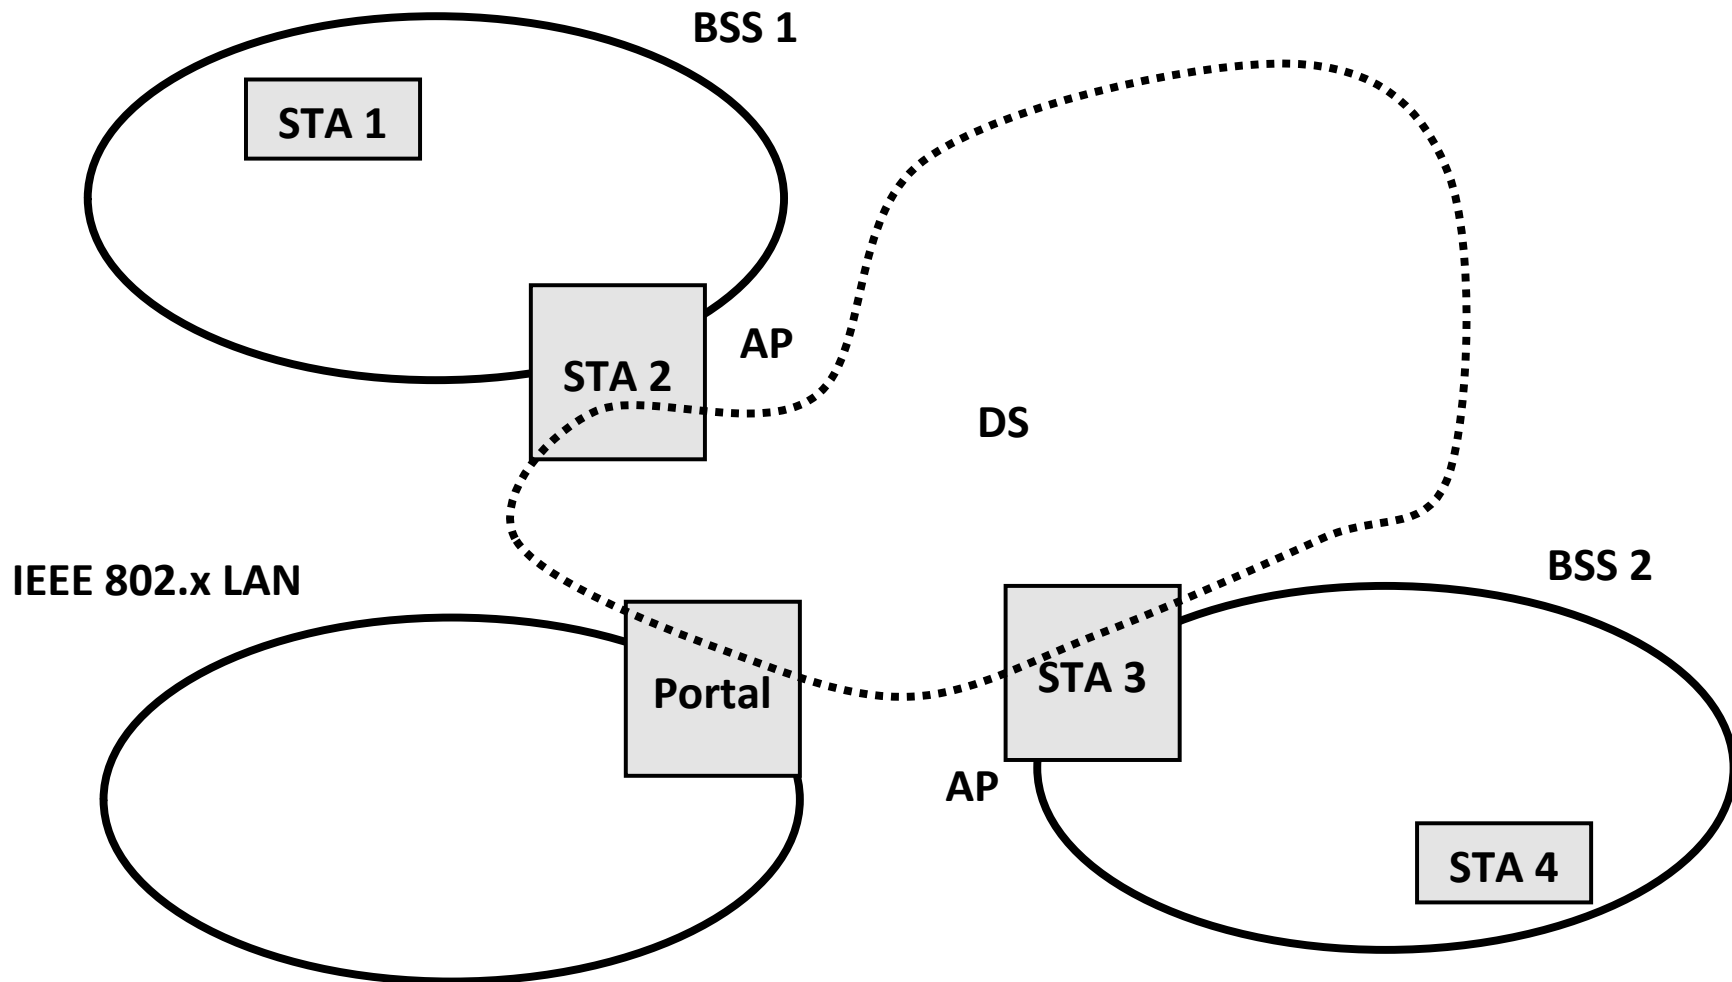 BSS 1
STA 1
AP
STA 2
DS
BSS 2
IEEE 802.x LAN
STA 3
Portal
AP
STA 4